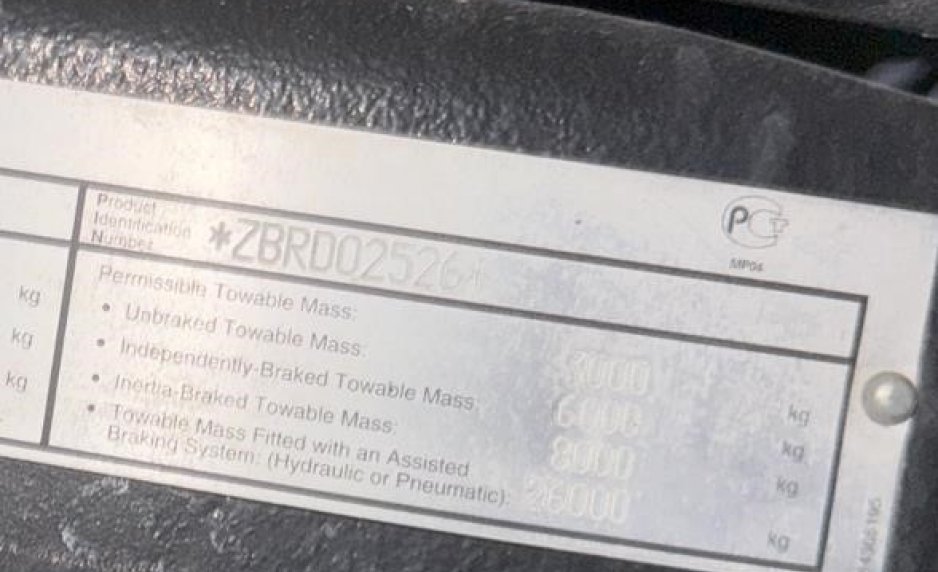 PG
MP04
Product
Identification
Number
*ZBRD02526*
Permissible Towable Mass:
• Unbraked Towable Mass: 3000 kg
• Independently-Braked Towable Mass: 6000 kg
• Inertia-Braked Towable Mass: 8000 kg
• Towable Mass Fitted with an Assisted
Braking System: (Hydraulic or Pneumatic): 26000 kg
kg
kg
kg